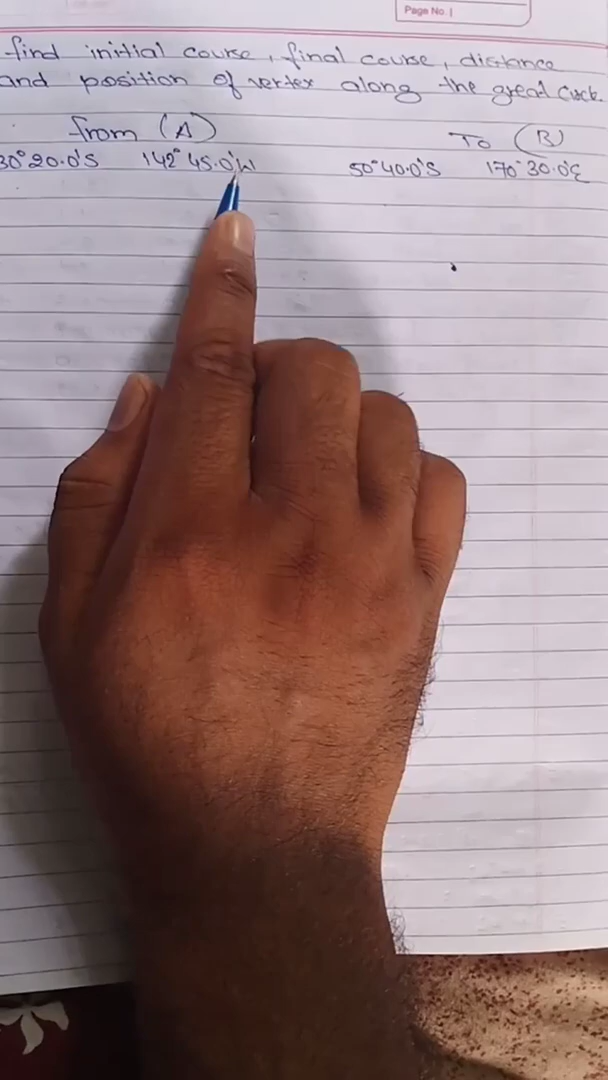 Page No.
find initial course, final course, distance
and position of vertex along the great circle.
from (A) To (B)
30°20.0'S 142°45.0'W 50°40.0'S 170°30.0'E